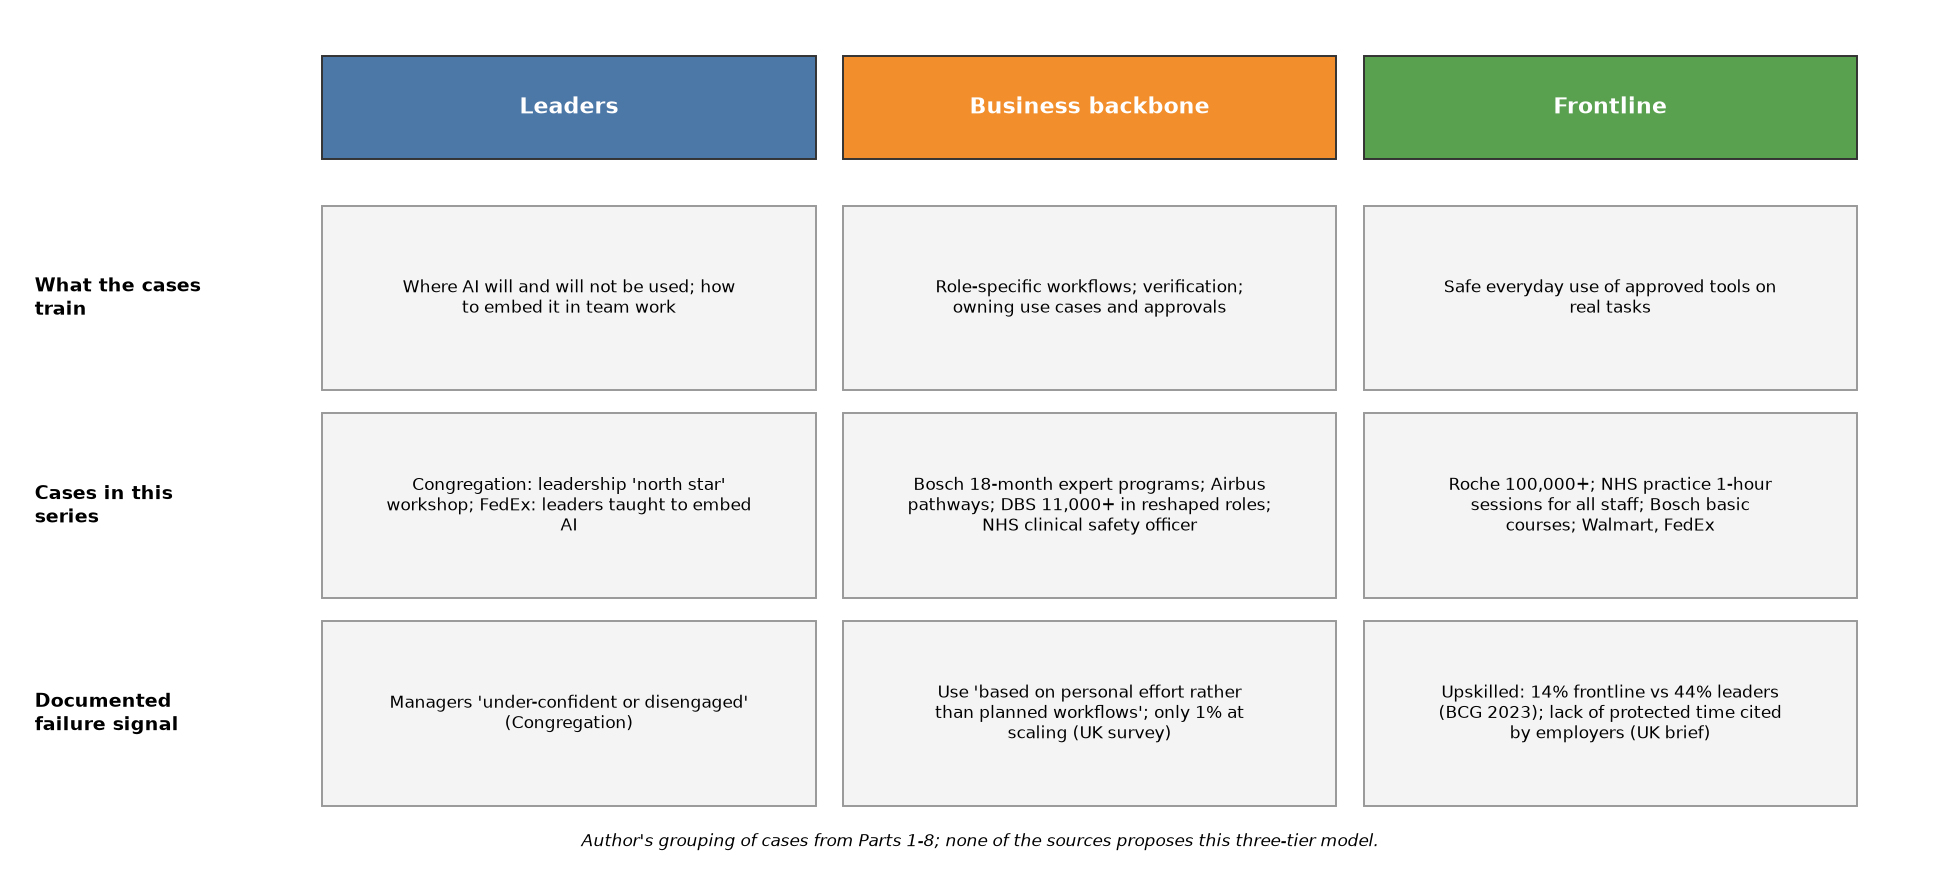 Leaders
Business backbone
Frontline
What the cases
train
Where AI will and will not be used; how
to embed it in team work
Role-specific workflows; verification;
owning use cases and approvals
Safe everyday use of approved tools on
real tasks
Cases in this
series
Congregation: leadership 'north star'
workshop; FedEx: leaders taught to embed
AI
Bosch 18-month expert programs; Airbus
pathways; DBS 11,000+ in reshaped roles;
NHS clinical safety officer
Roche 100,000+; NHS practice 1-hour
sessions for all staff; Bosch basic
courses; Walmart, FedEx
Documented
failure signal
Managers 'under-confident or disengaged'
(Congregation)
Use 'based on personal effort rather
than planned workflows'; only 1% at
scaling (UK survey)
Upskilled: 14% frontline vs 44% leaders
(BCG 2023); lack of protected time cited
by employers (UK brief)
Author's grouping of cases from Parts 1-8; none of the sources proposes this three-tier model.